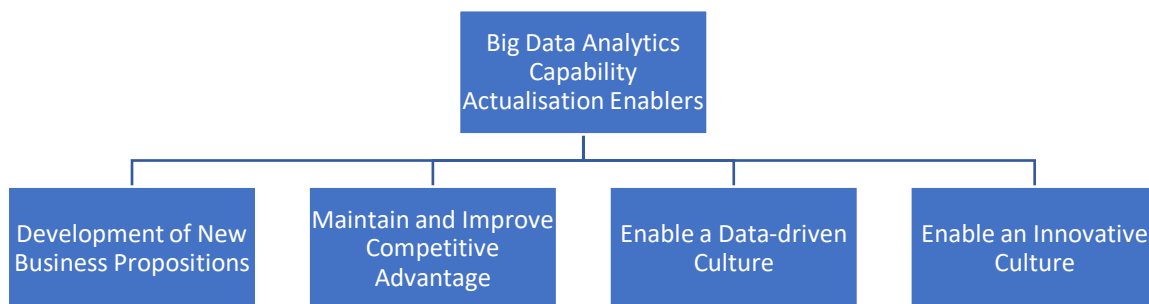 Big Data Analytics
Capability
Actualisation Enablers
Development of New
Business Propositions
Maintain and Improve
Competitive
Advantage
Enable a Data-driven
Culture
Enable an Innovative
Culture